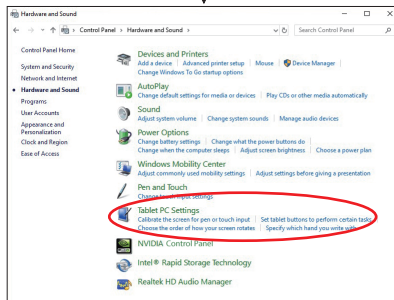 Hardware and Sound
Control Panel > Hardware and Sound >
Search Control Panel
Control Panel Home
System and Security
Network and Internet
Hardware and Sound
Programs
User Accounts
Appearance and
Personalization
Clock and Region
Ease of Access
Devices and Printers
Add a device | Advanced printer setup | Mouse | Device Manager |
Change Windows To Go startup options
AutoPlay
Change default settings for media or devices | Play CDs or other media automatically
Sound
Adjust system volume | Change system sounds | Manage audio devices
Power Options
Change battery settings | Change what the power buttons do |
Change when the computer sleeps | Adjust screen brightness | Choose a power plan
Windows Mobility Center
Adjust commonly used mobility settings | Adjust settings before giving a presentation
Pen and Touch
Change touch input settings
Tablet PC Settings
Calibrate the screen for pen or touch input | Set tablet buttons to perform certain tasks
Choose the order of how your screen rotates | Specify which hand you write with
NVIDIA Control Panel
Intel® Rapid Storage Technology
Realtek HD Audio Manager